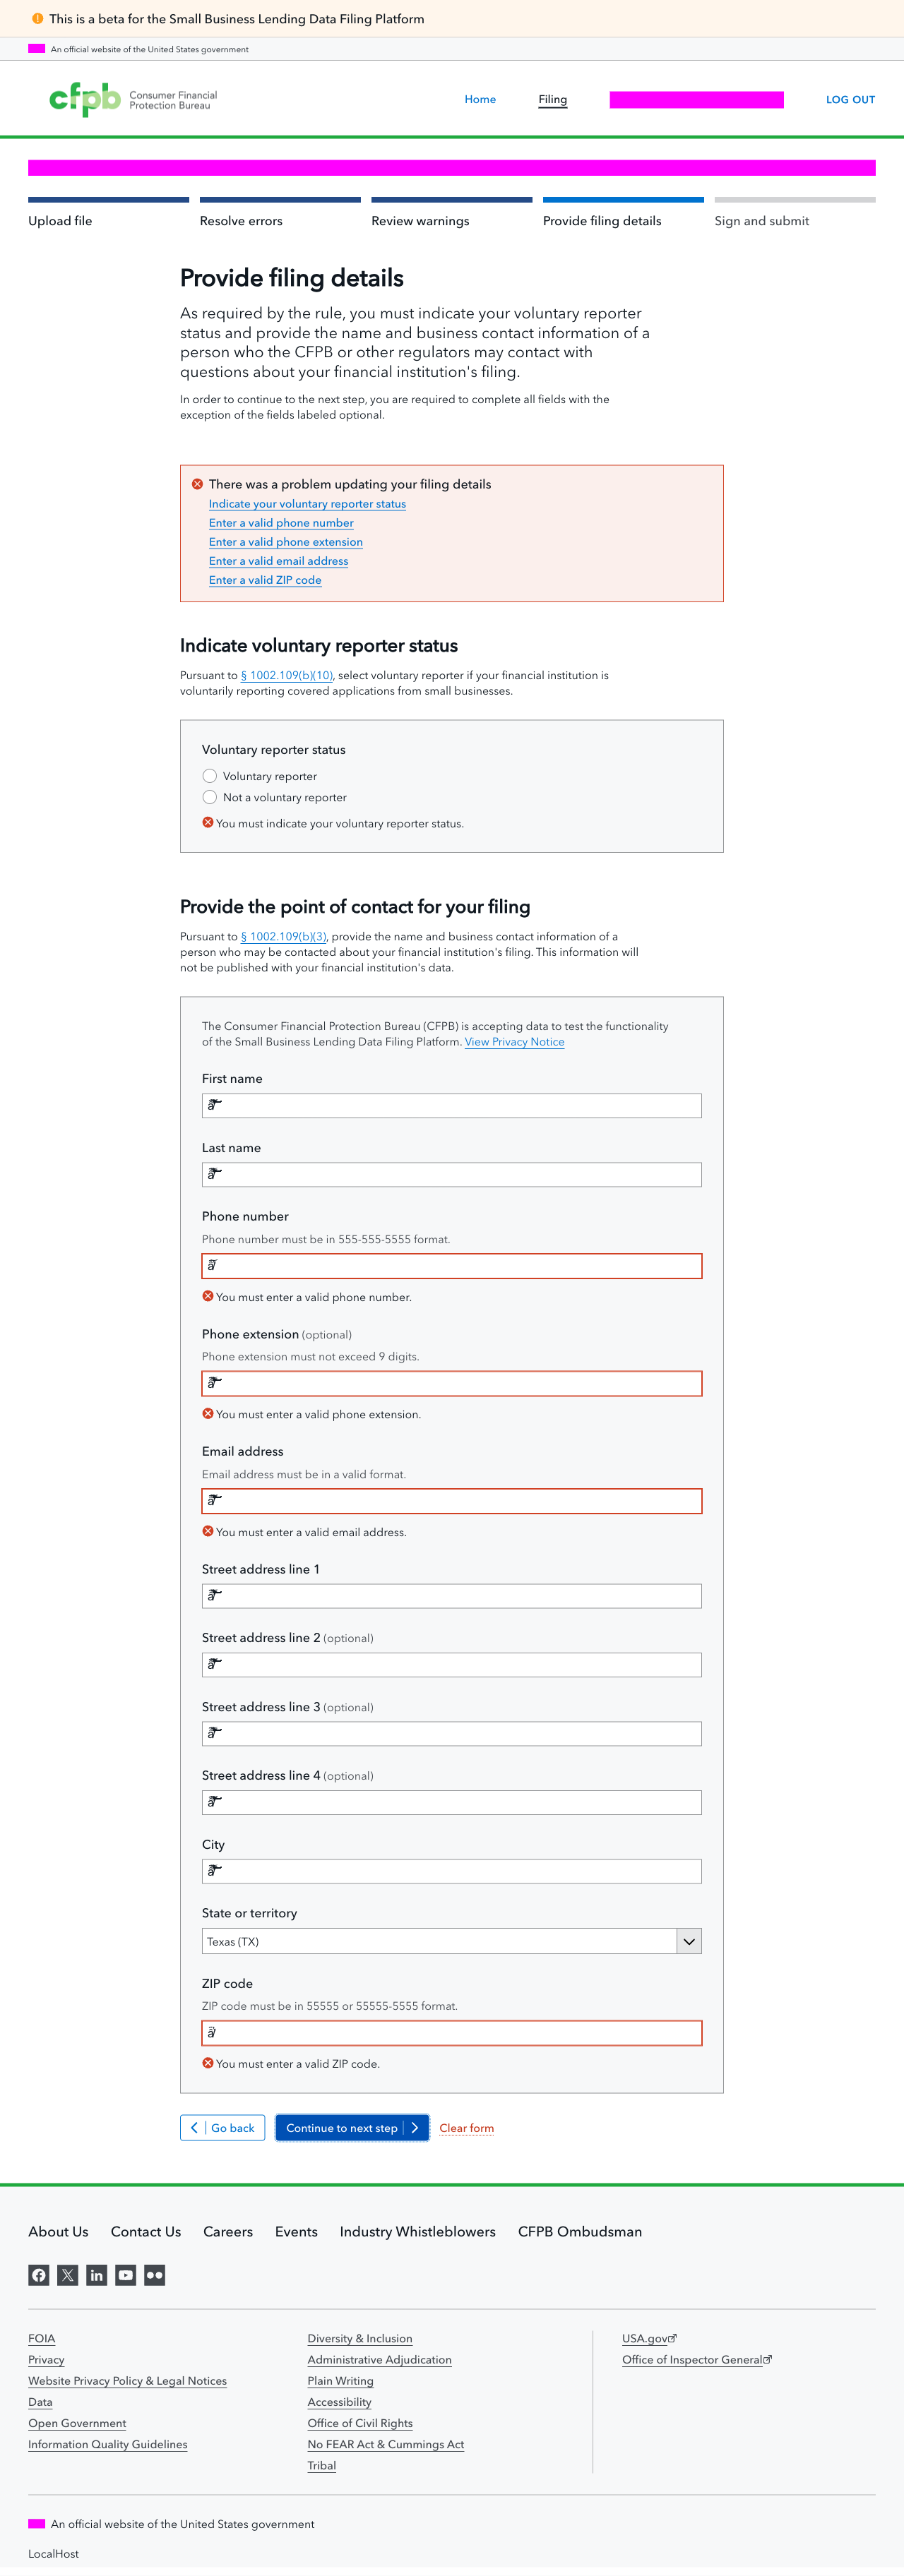 This is a beta for the Small Business Lending Data Filing Platform
An official website of the United States government
cfpb Consumer Financial
Protection Bureau
Home Filing LOG OUT
Upload file Resolve errors Review warnings Provide filing details Sign and submit
Provide filing details
As required by the rule, you must indicate your voluntary reporter
status and provide the name and business contact information of a
person who the CFPB or other regulators may contact with
questions about your financial institution's filing.
In order to continue to the next step, you are required to complete all fields with the
exception of the fields labeled optional.
There was a problem updating your filing details
Indicate your voluntary reporter status
Enter a valid phone number
Enter a valid phone extension
Enter a valid email address
Enter a valid ZIP code
Indicate voluntary reporter status
Pursuant to § 1002.109(b)(10), select voluntary reporter if your financial institution is
voluntarily reporting covered applications from small businesses.
Voluntary reporter status
Voluntary reporter
Not a voluntary reporter
You must indicate your voluntary reporter status.
Provide the point of contact for your filing
Pursuant to § 1002.109(b)(3), provide the name and business contact information of a
person who may be contacted about your financial institution's filing. This information will
not be published with your financial institution's data.
The Consumer Financial Protection Bureau (CFPB) is accepting data to test the functionality
of the Small Business Lending Data Filing Platform. View Privacy Notice
First name
Last name
Phone number
Phone number must be in 555-555-5555 format.
You must enter a valid phone number.
Phone extension (optional)
Phone extension must not exceed 9 digits.
You must enter a valid phone extension.
Email address
Email address must be in a valid format.
You must enter a valid email address.
Street address line 1
Street address line 2 (optional)
Street address line 3 (optional)
Street address line 4 (optional)
City
State or territory
Texas (TX)
ZIP code
ZIP code must be in 55555 or 55555-5555 format.
You must enter a valid ZIP code.
Go back Continue to next step Clear form
About Us Contact Us Careers Events Industry Whistleblowers CFPB Ombudsman
FOIA
Privacy
Website Privacy Policy & Legal Notices
Data
Open Government
Information Quality Guidelines
Diversity & Inclusion
Administrative Adjudication
Plain Writing
Accessibility
Office of Civil Rights
No FEAR Act & Cummings Act
Tribal
USA.gov
Office of Inspector General
An official website of the United States government
LocalHost